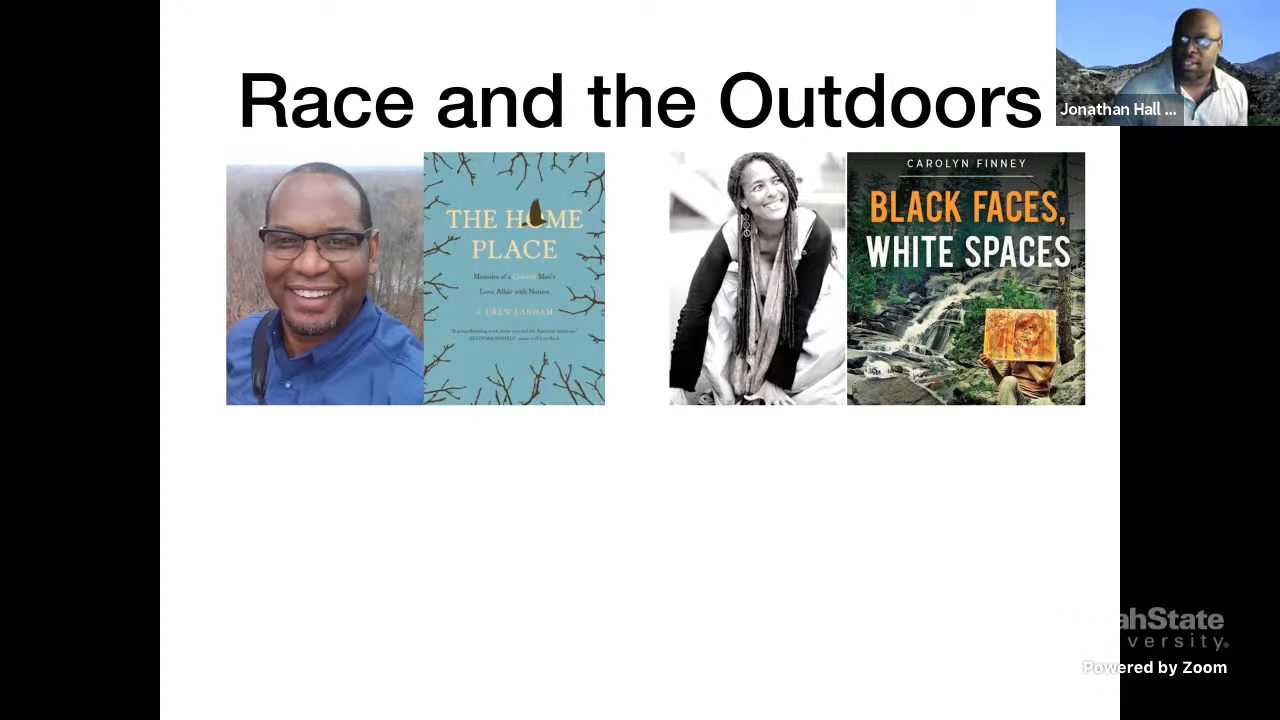 Race and the Outdoors
Jonathan Hall ...
THE HOME
PLACE
Memoirs of a Colored Man's
Love Affair with Nature
J. DREW LANHAM
CAROLYN FINNEY
BLACK FACES,
WHITE SPACES
ahState
versity
Powered by Zoom